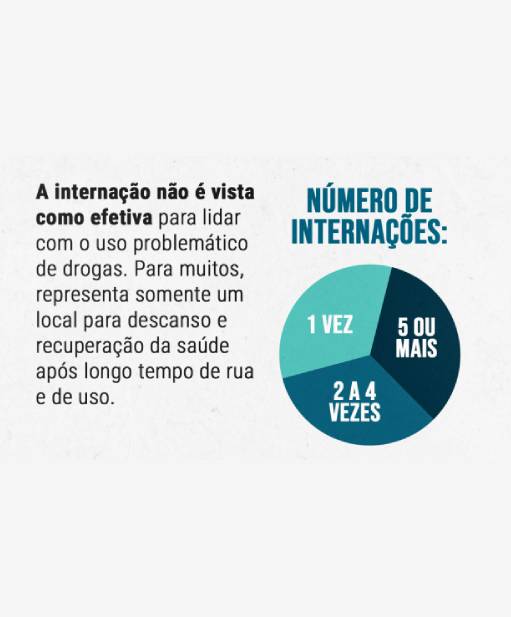 A internação não é vista
como efetiva para lidar
com o uso problemático
de drogas. Para muitos,
representa somente um
local para descanso e
recuperação da saúde
após longo tempo de rua
e de uso.
NÚMERO DE
INTERNAÇÕES:
1 VEZ
5 OU
MAIS
2 A 4
VEZES